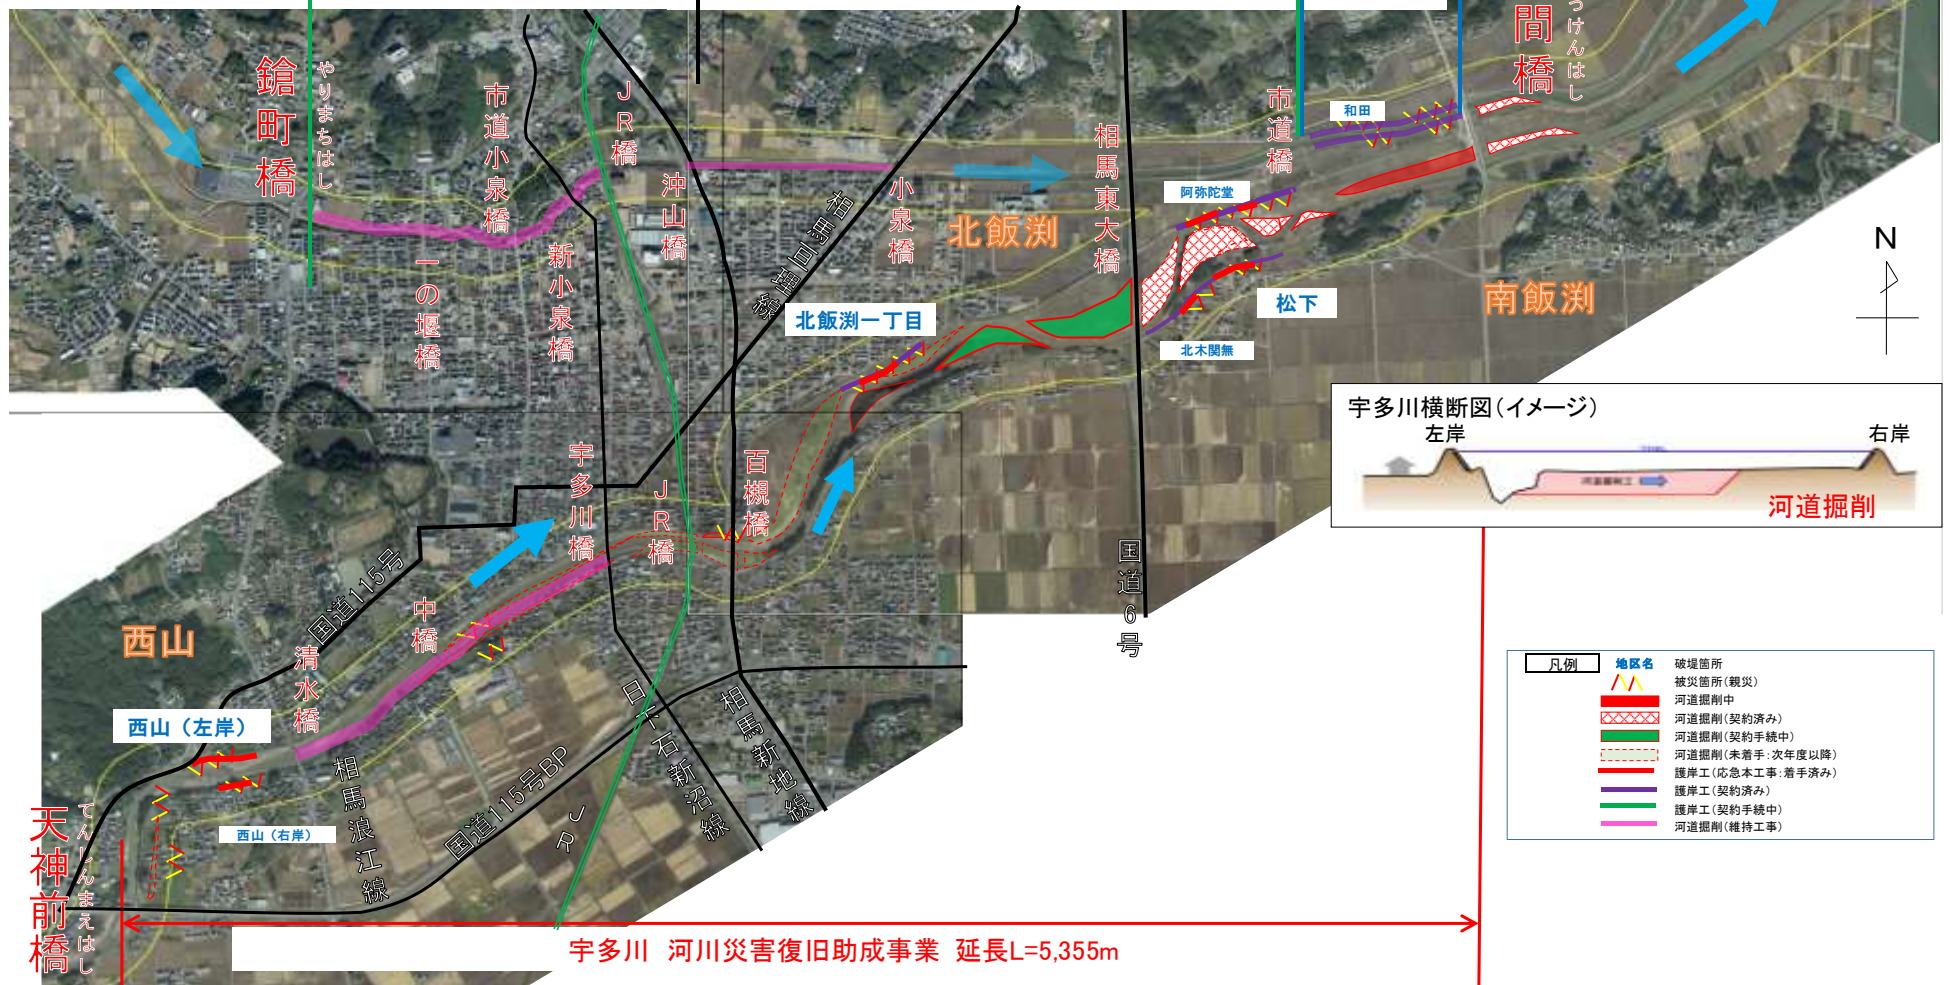 鎗町橋
やりまちはし
市道小泉橋
JR橋
沖山橋
一の堰橋
新小泉橋
小泉橋
北飯渕
相馬東大橋
市道橋
和田
間橋
つけんはし
阿弥陀堂
松下
北木関無
南飯渕
N
北飯渕一丁目
相馬亘理線
宇多川横断図(イメージ)
左岸
右岸
河道掘削工
河道掘削
宇多川橋
JR橋
百槻橋
国道6号
国道115号
中橋
清水橋
西山
西山（左岸）
西山（右岸）
天神前橋
てんじんまえはし
相馬浪江線
国道115号BP
JR
日下石新沼線
相馬新地線
宇多川 河川災害復旧助成事業 延長L=5,355m
凡例
地区名 破堤箇所
被災箇所(親災)
河道掘削中
河道掘削(契約済み)
河道掘削(契約手続中)
河道掘削(未着手:次年度以降)
護岸工(応急本工事:着手済み)
護岸工(契約済み)
護岸工(契約手続中)
河道掘削(維持工事)